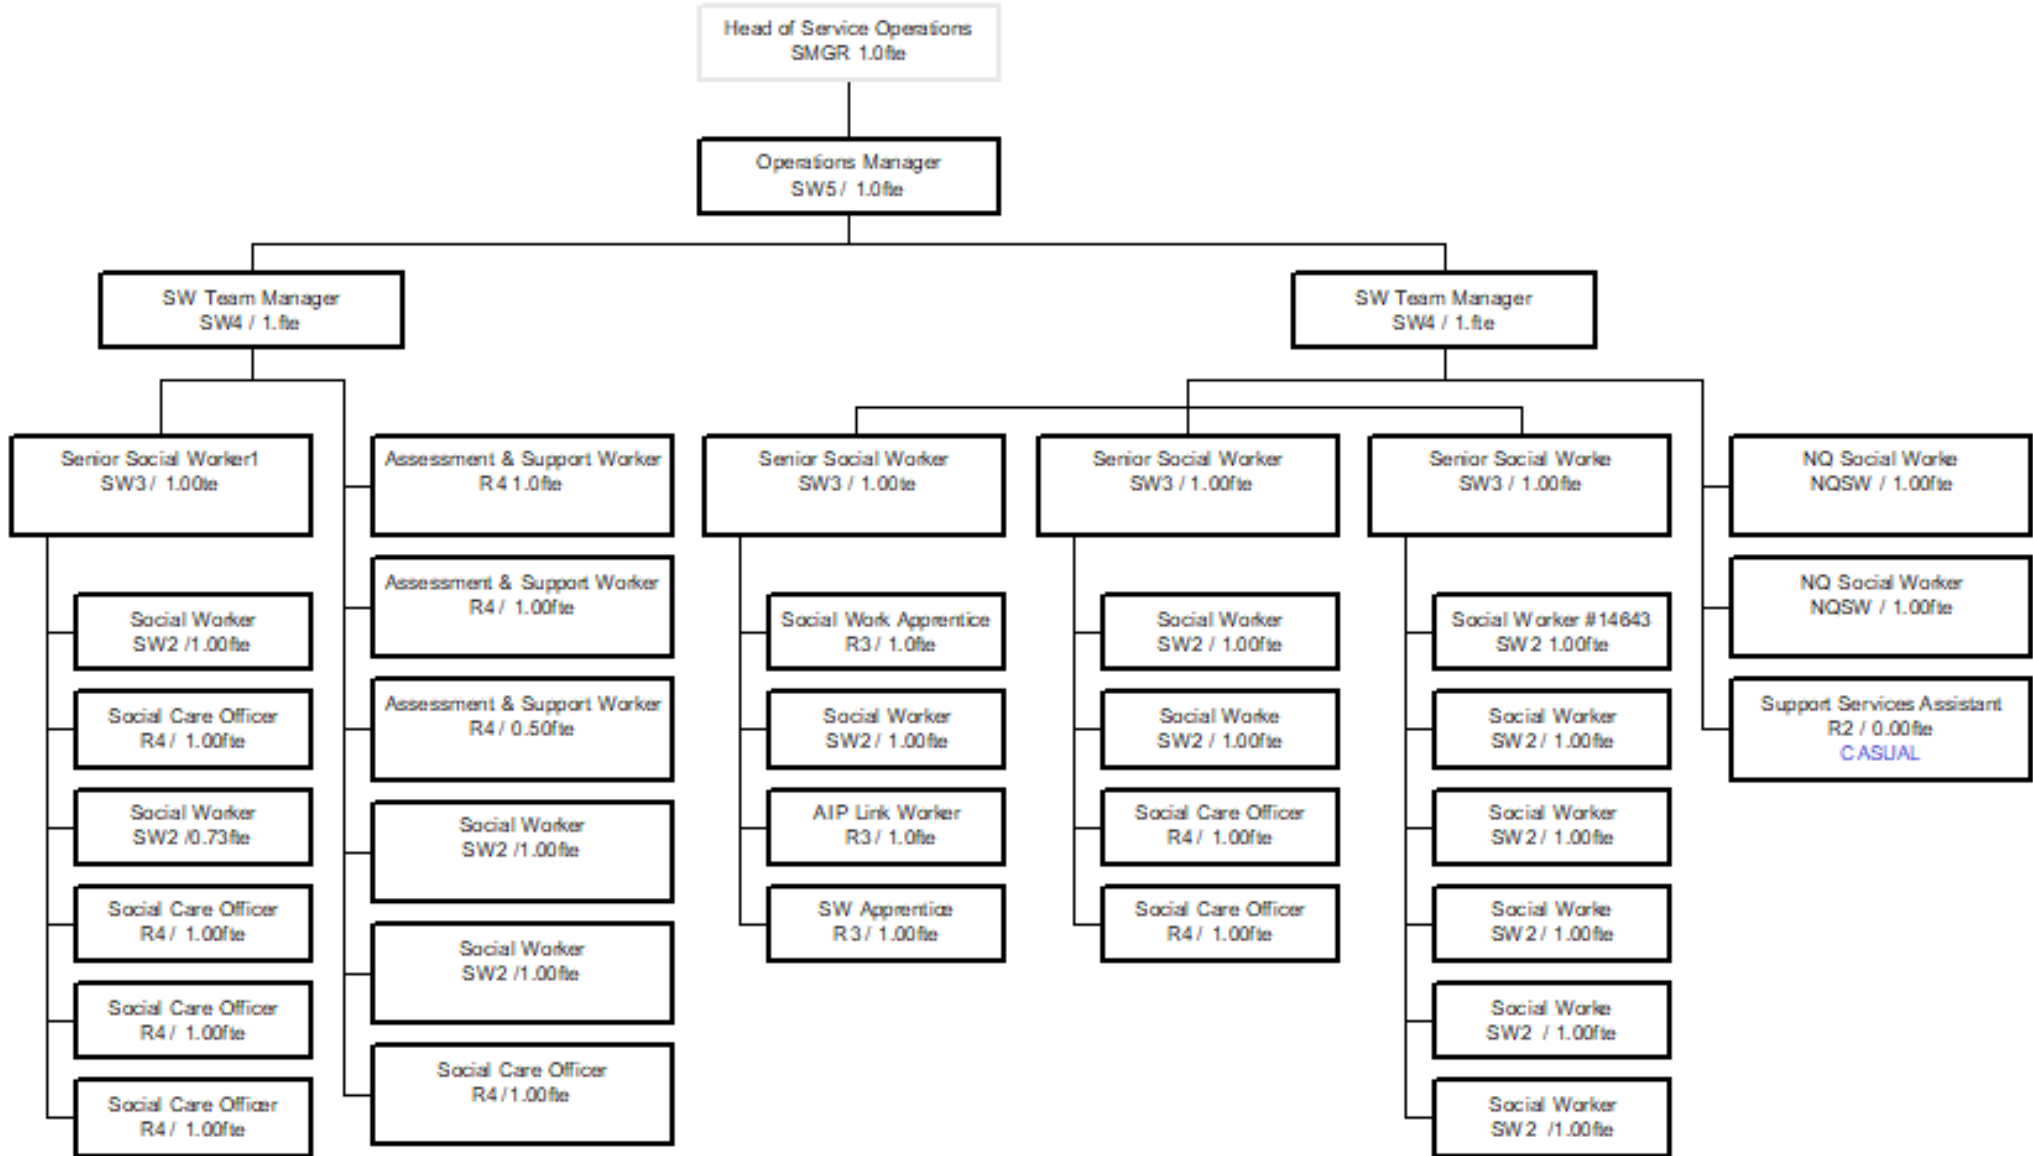 Head of Service Operations
SMGR 1.0fte
Operations Manager
SW5 / 1.0fte
SW Team Manager
SW4 / 1.fte
SW Team Manager
SW4 / 1.fte
Senior Social Worker1
SW3 / 1.00te
Social Worker
SW2 /1.00fte
Social Care Officer
R4 / 1.00fte
Social Worker
SW2 /0.73fte
Social Care Officer
R4 / 1.00fte
Social Care Officer
R4 / 1.00fte
Social Care Officer
R4 / 1.00fte
Assessment & Support Worker
R4 1.0fte
Assessment & Support Worker
R4 / 1.00fte
Assessment & Support Worker
R4 / 0.50fte
Social Worker
SW2 /1.00fte
Social Worker
SW2 /1.00fte
Social Care Officer
R4 /1.00fte
Senior Social Worker
SW3 / 1.00te
Social Work Apprentice
R3 / 1.0fte
Social Worker
SW2 / 1.00fte
AIP Link Worker
R3 / 1.0fte
SW Apprentice
R3 / 1.00fte
Senior Social Worker
SW3 / 1.00fte
Social Worker
SW2 / 1.00fte
Social Worke
SW2 / 1.00fte
Social Care Officer
R4 / 1.00fte
Social Care Officer
R4 / 1.00fte
Senior Social Worke
SW3 / 1.00fte
Social Worker #14643
SW2 1.00fte
Social Worker
SW2 / 1.00fte
Social Worker
SW2 / 1.00fte
Social Worke
SW2 / 1.00fte
Social Worke
SW2 / 1.00fte
Social Worker
SW2 /1.00fte
NQ Social Worke
NQSW / 1.00fte
NQ Social Worker
NQSW / 1.00fte
Support Services Assistant
R2 / 0.00fte
CASUAL